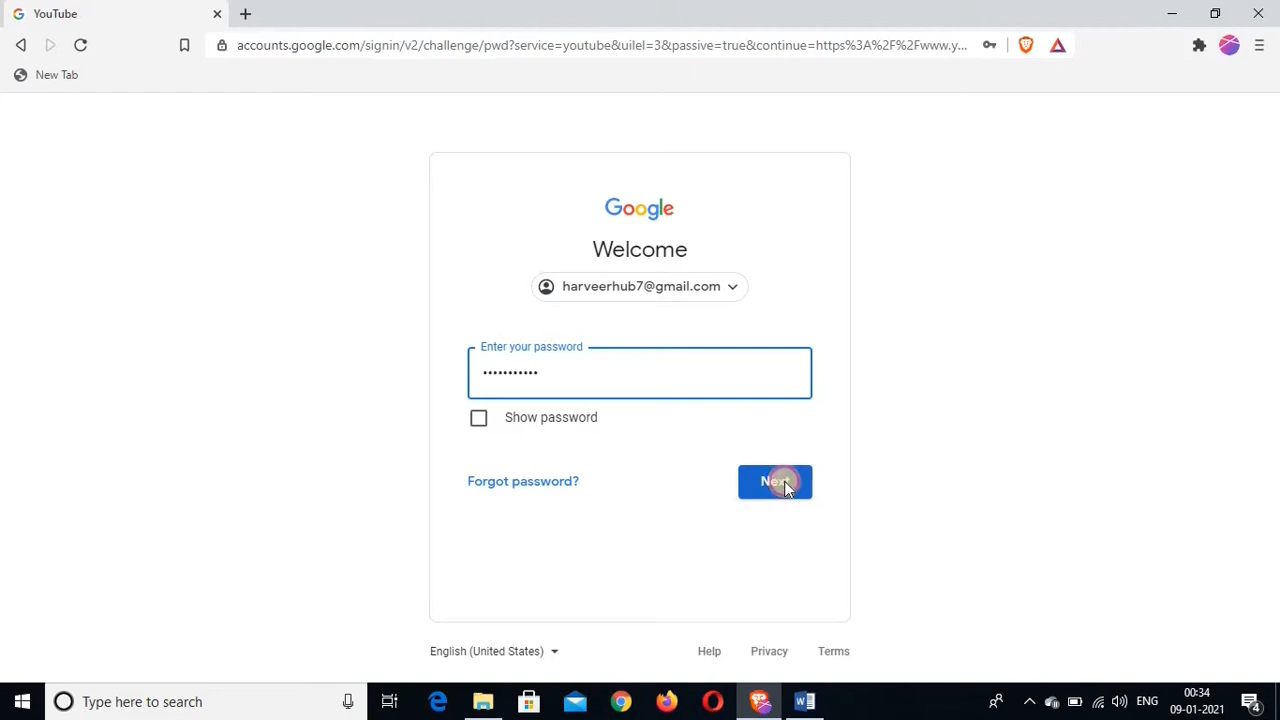 YouTube
accounts.google.com/signin/v2/challenge/pwd?service=youtube&uilel=3&passive=true&continue=https%3A%2F%2Fwww.y...
New Tab
Google
Welcome
harveerhub7@gmail.com
Enter your password
•••••••••••
Show password
Forgot password?
Next
English (United States)
Help Privacy Terms
Type here to search
ENG
00:34
09-01-2021
4